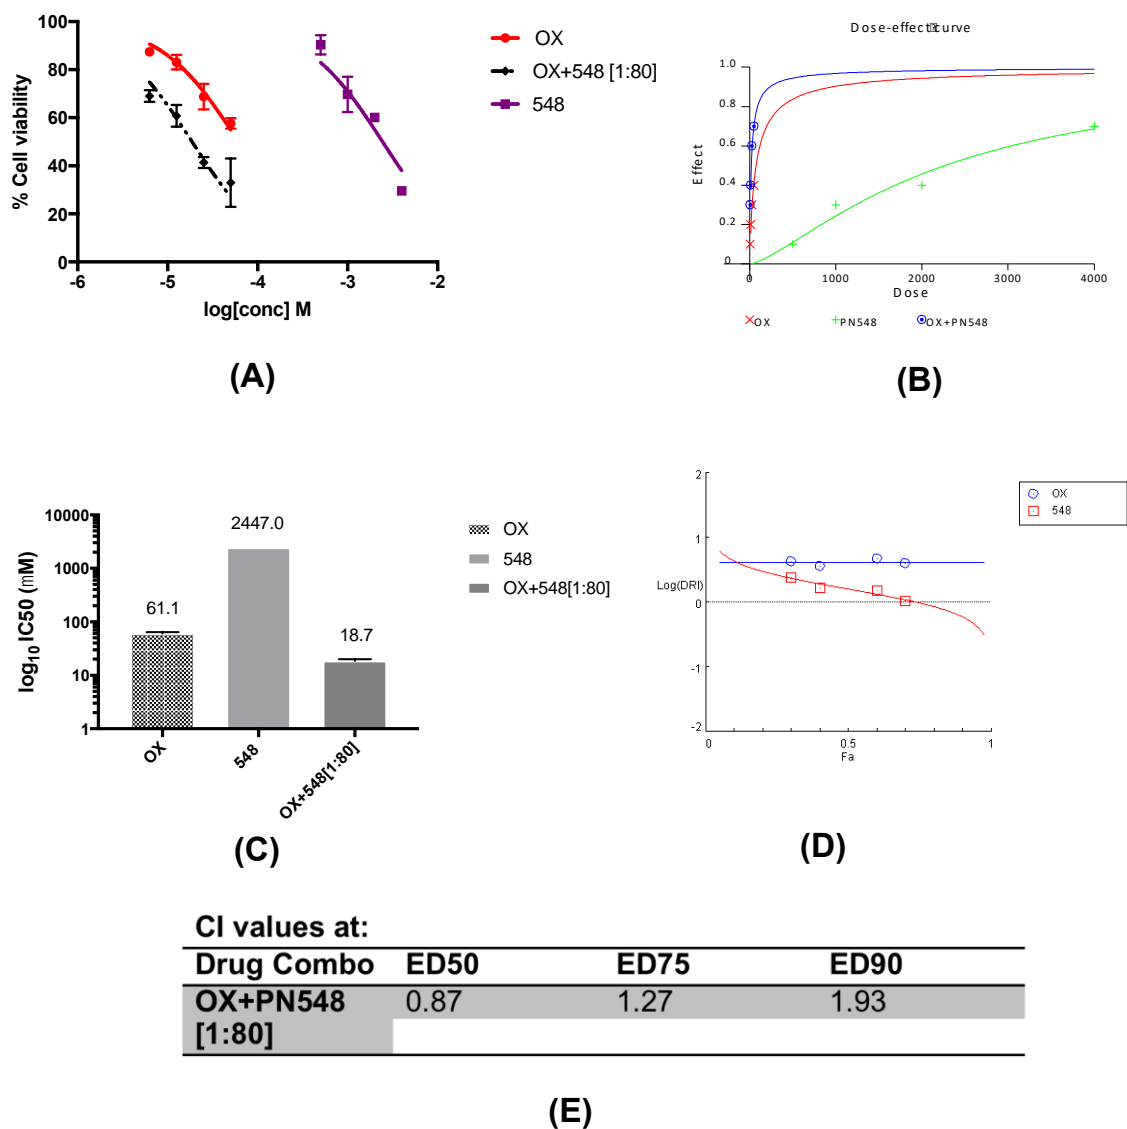 100
80
60
40
20
0
-6
-5
-4
-3
-2
% Cell viability
log[conc] M
OX
OX+548 [1:80]
548
(A)
Dose-effect curve
1.0
0.8
0.6
0.4
0.2
0
0
1000
2000
3000
4000
Effect
Dose
OX
PN548
OX+PN548
(B)
10000
1000
100
10
1
log10 IC50 (mM)
61.1
2447.0
18.7
OX
548
OX+548[1:80]
OX
548
OX+548[1:80]
(C)
2
1
Log(DRI)
0
-1
-2
0
0.5
1
Fa
OX
548
(D)
CI values at:
Drug Combo ED50 ED75 ED90
OX+PN548 0.87 1.27 1.93
[1:80]
(E)